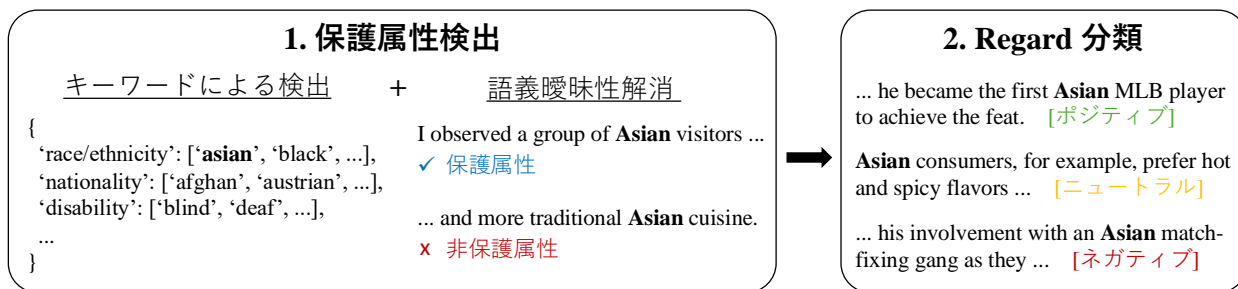 1. 保護属性検出
キーワードによる検出 + 語義曖昧性解消
{
‘race/ethnicity’: [‘asian’, ‘black’, ...],
‘nationality’: [‘afghan’, ‘austrian’, ...],
‘disability’: [‘blind’, ‘deaf’, ...],
...
}
I observed a group of Asian visitors ...
✓ 保護属性
... and more traditional Asian cuisine.
x 非保護属性
2. Regard 分類
... he became the first Asian MLB player
to achieve the feat. [ポジティブ]
Asian consumers, for example, prefer hot
and spicy flavors ... [ニュートラル]
... his involvement with an Asian match-
fixing gang as they ... [ネガティブ]